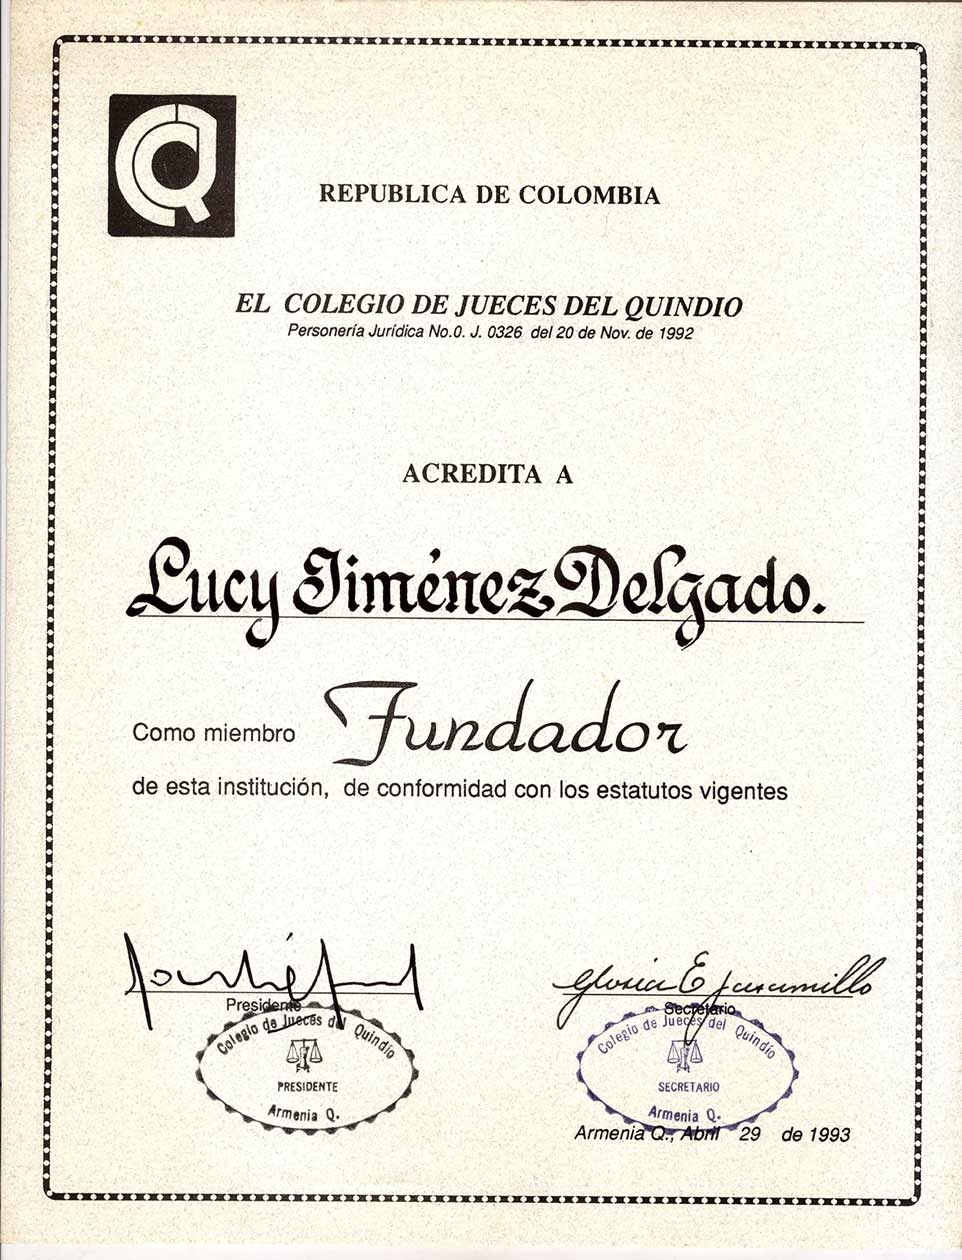 REPUBLICA DE COLOMBIA
EL COLEGIO DE JUECES DEL QUINDIO
Personería Jurídica No.0. J. 0326 del 20 de Nov. de 1992
ACREDITA A
Lucy Jiménez Delgado.
Como miembro Fundador
de esta institución, de conformidad con los estatutos vigentes
Gloria E Jaramillo
Presidente
Secretario
Colegio de Jueces del Quindío
PRESIDENTE
Armenia Q.
Colegio de Jueces del Quindío
SECRETARIO
Armenia Q.
Armenia Q., Abril 29 de 1993